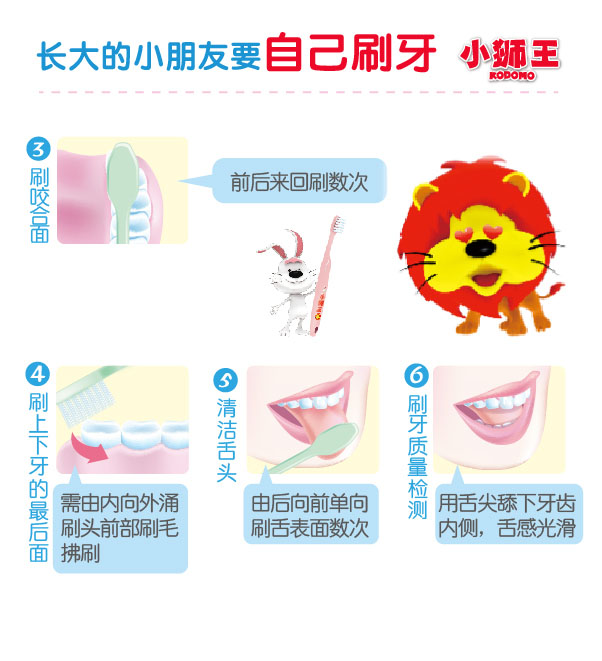 长大的小朋友要自己刷牙
小狮王
KODOMO
3
刷咬合面
前后来回刷数次
4
刷上下牙的最后面
需由内向外涌
刷头前部刷毛
拂刷
5
清洁舌头
由后向前单向
刷舌表面数次
6
刷牙质量检测
用舌尖舔下牙齿
内侧，舌感光滑